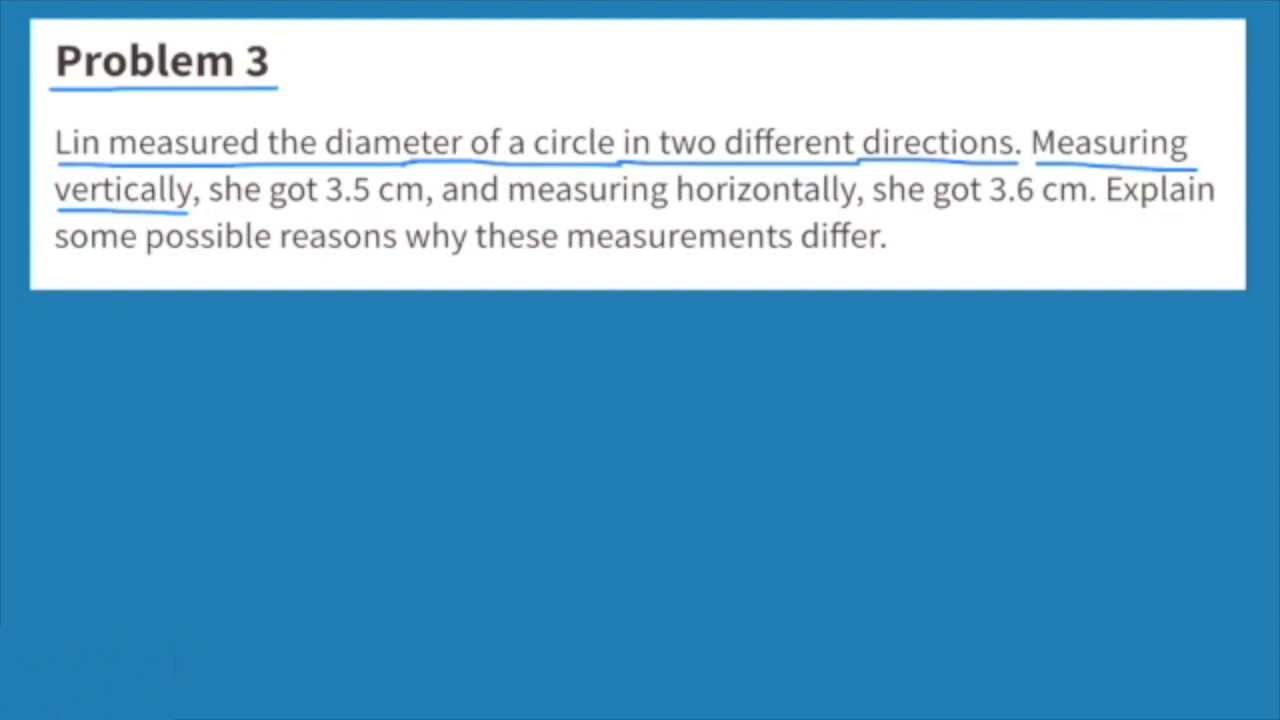 Problem 3
Lin measured the diameter of a circle in two different directions. Measuring
vertically, she got 3.5 cm, and measuring horizontally, she got 3.6 cm. Explain
some possible reasons why these measurements differ.